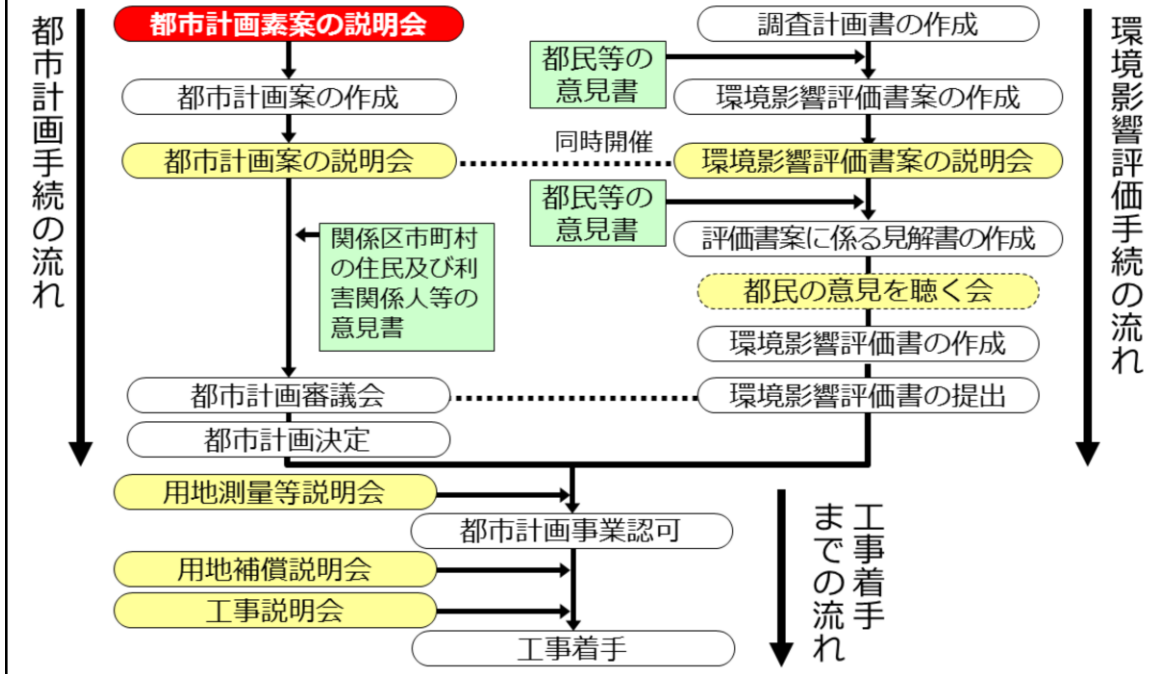 都市計画手続の流れ
都市計画素案の説明会
都市計画案の作成
都市計画案の説明会
関係区市町村
の住民及び利
害関係人等の
意見書
都市計画審議会
都市計画決定
同時開催
調査計画書の作成
都民等の
意見書
環境影響評価書案の作成
環境影響評価書案の説明会
都民等の
意見書
評価書案に係る見解書の作成
都民の意見を聴く会
環境影響評価書の作成
環境影響評価書の提出
環境影響評価手続の流れ
用地測量等説明会
都市計画事業認可
用地補償説明会
工事説明会
工事着手
工事着手
までの流れ